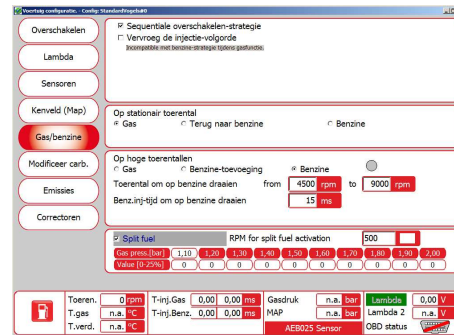 Voertuig configuratie. - Config: StandardVogels#0
Overschakelen
Lambda
Sensoren
Kenveld (Map)
Gas/benzine
Modificeer carb.
Emissies
Correctoren
Sequentiale overschakelen-strategie
Vervroeg de injectie-volgorde
Incompatible met benzine-strategie tijdens gasfunctie.
Op stationair toerental
Gas Terug naar benzine Benzine
Op hoge toerentallen
Gas Benzine-toevoeging Benzine
Toerental om op benzine draaien from 4500 rpm to 9000 rpm
Benz.inj-tijd om op benzine draaien 15 ms
Split fuel RPM for split fuel activation 500
Gas press.[bar] 1,10 1,20 1,30 1,40 1,50 1,60 1,70 1,80 1,90 2,00
Value [0-25%] 0 0 0 0 0 0 0 0 0 0
Toeren. 0 rpm T-inj.Gas 0,00 0,00 ms Gasdruk n.a. bar Lambda 0,00 V
T.gas n.a. °C T-inj.Benz. 0,00 0,00 ms MAP n.a. bar Lambda 2 n.a. V
T.verd. n.a. °C AEB025 Sensor OBD status